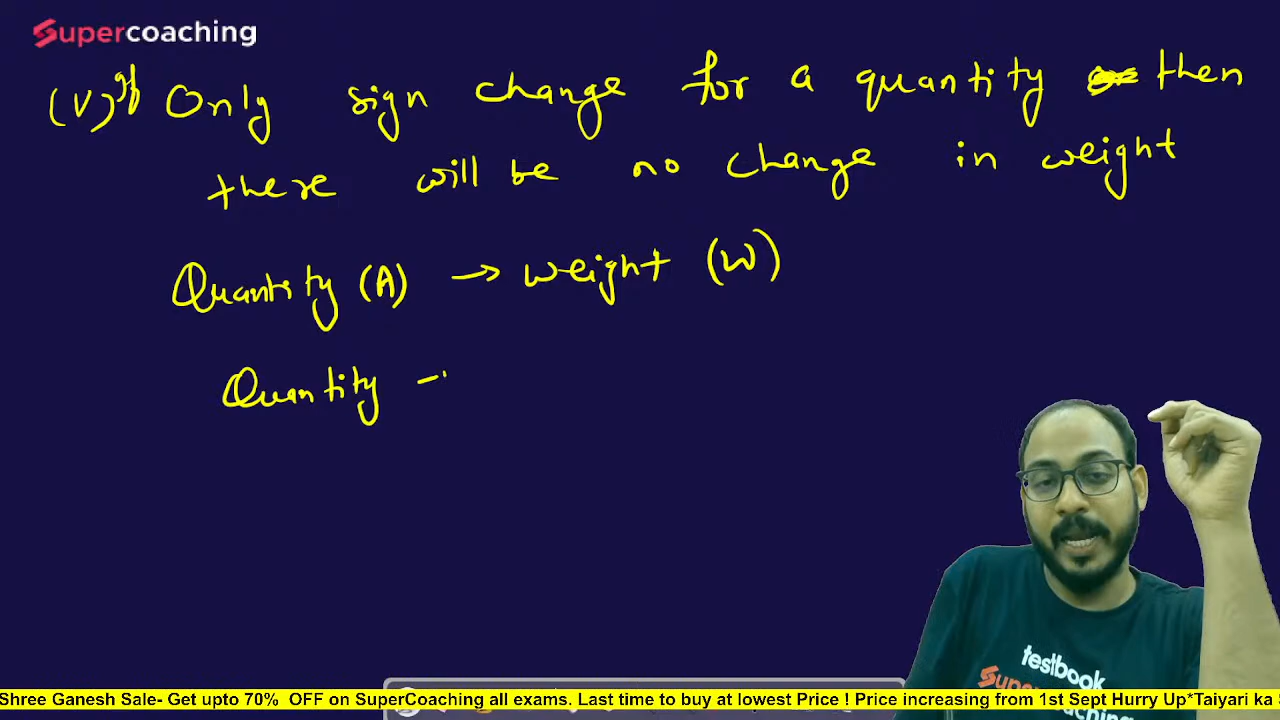 Supercoaching
(V) If Only sign change for a quantity then
there will be no change in weight
Quantity (A) → weight (W)
Quantity -
testbook
Supercoaching
Shree Ganesh Sale- Get upto 70% OFF on SuperCoaching all exams. Last time to buy at lowest Price ! Price increasing from 1st Sept Hurry Up*Taiyari ka